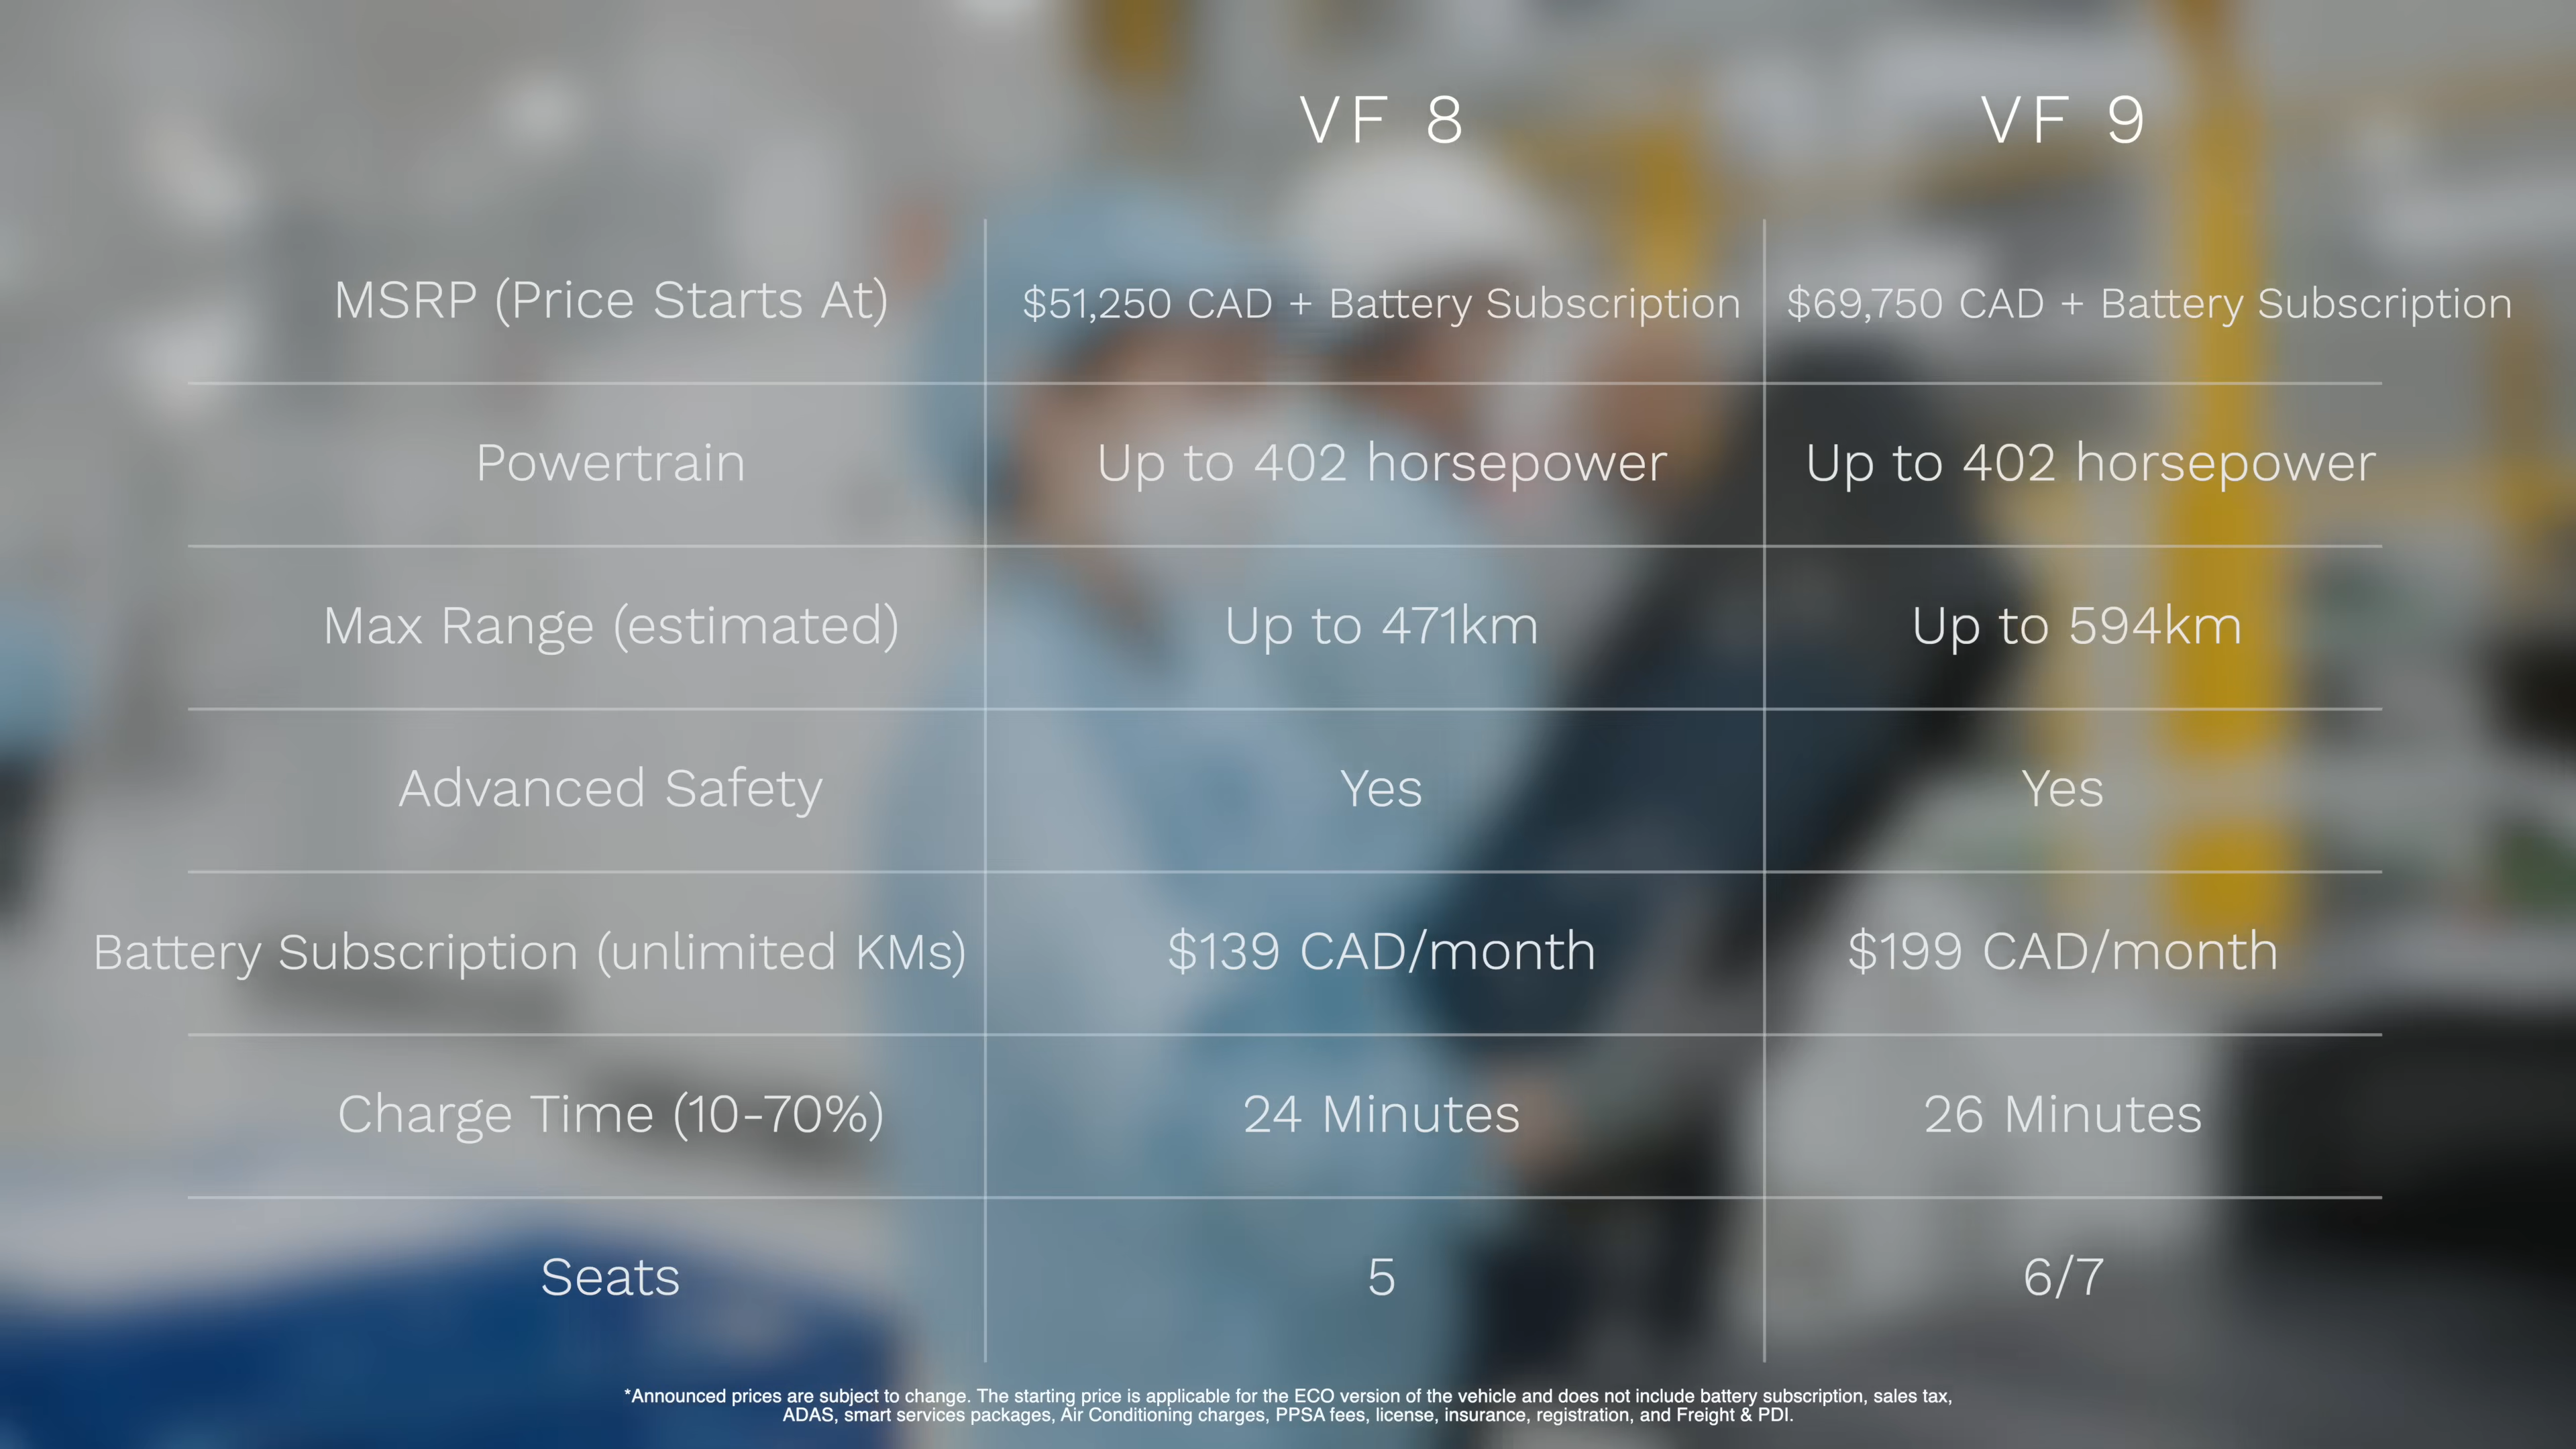 VF 8 VF 9
MSRP (Price Starts At) $51,250 CAD + Battery Subscription $69,750 CAD + Battery Subscription
Powertrain Up to 402 horsepower Up to 402 horsepower
Max Range (estimated) Up to 471km Up to 594km
Advanced Safety Yes Yes
Battery Subscription (unlimited KMs) $139 CAD/month $199 CAD/month
Charge Time (10-70%) 24 Minutes 26 Minutes
Seats 5 6/7
*Announced prices are subject to change. The starting price is applicable for the ECO version of the vehicle and does not include battery subscription, sales tax,
ADAS, smart services packages, Air Conditioning charges, PPSA fees, license, insurance, registration, and Freight & PDI.